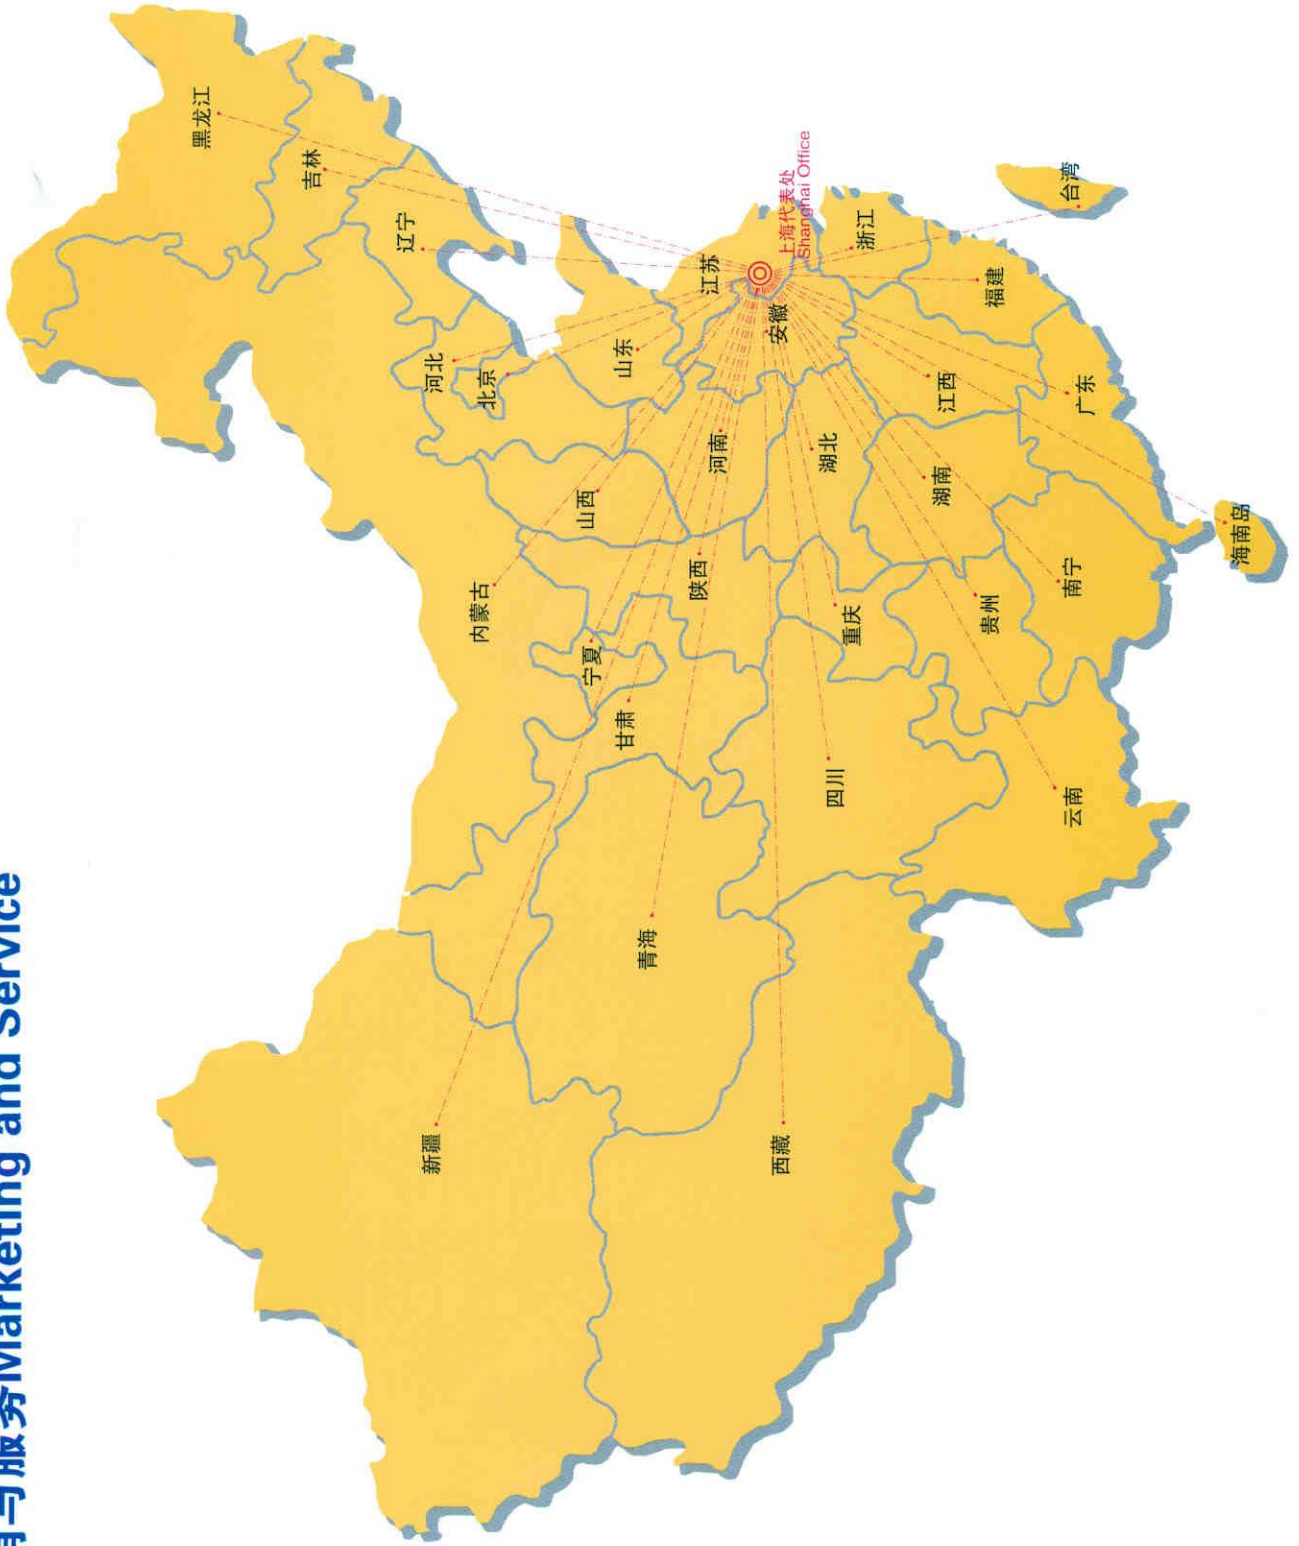 与服务Marketing and Service
黑龙江
吉林
辽宁
新疆
河北
内蒙古
北京
山西
宁夏
山东
甘肃
青海
陕西
江苏
河南
安徽
西藏
上海代表处
Shanghai Office
湖北
四川
重庆
浙江
湖南
江西
贵州
福建
云南
南宁
台湾
广东
海南岛